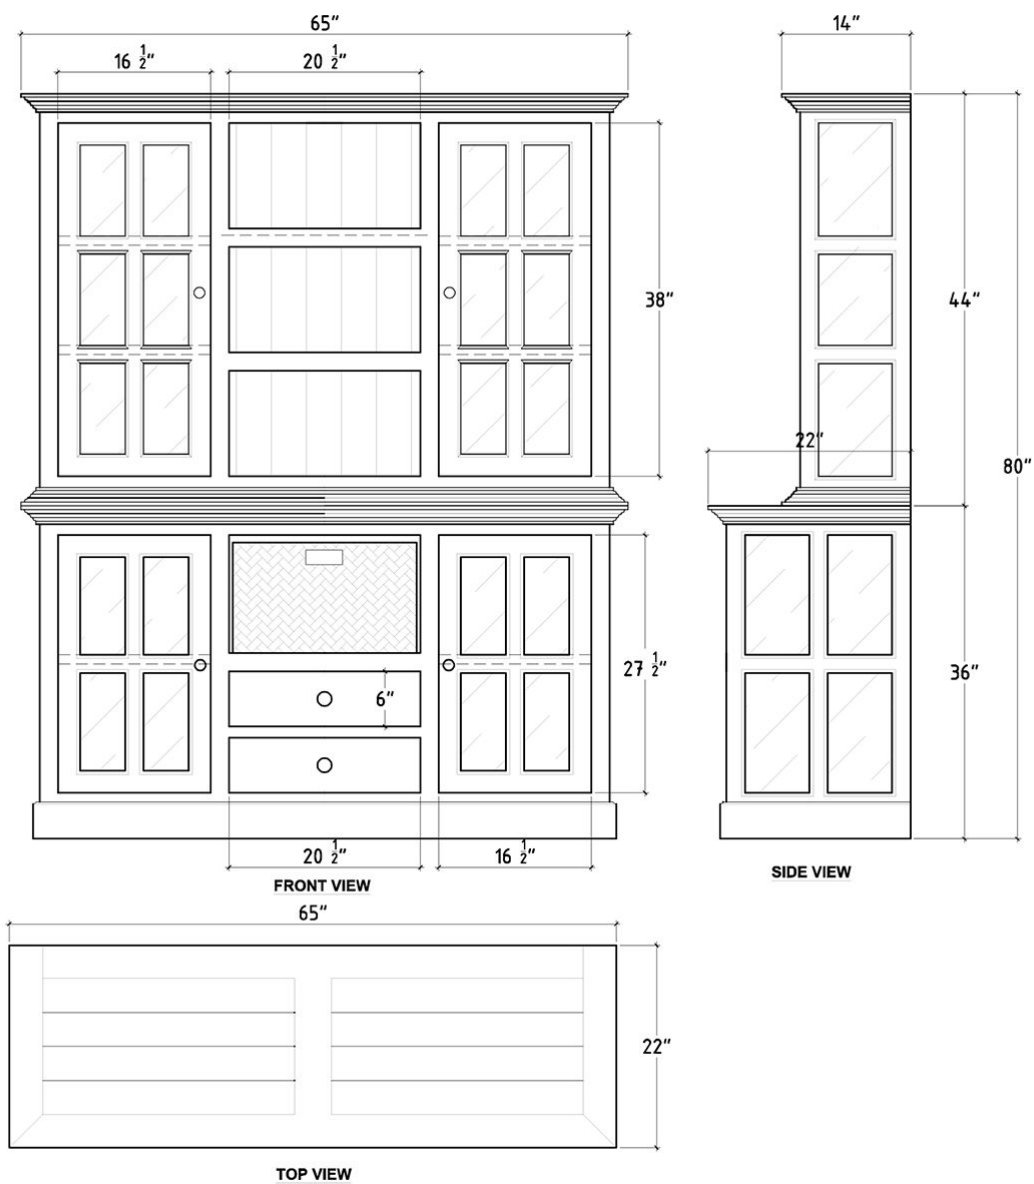 65" 14"
16 1/2" 20 1/2"
38" 44"
22"
80"
27 1/2" 36"
6"
20 1/2" 16 1/2"
FRONT VIEW SIDE VIEW
65"
22"
TOP VIEW